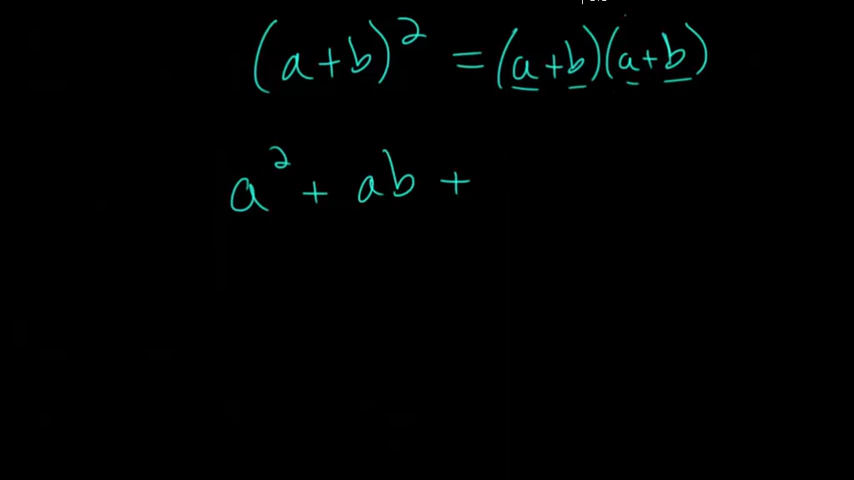 (a+b)² = (a+b)(a+b)
a² + ab +